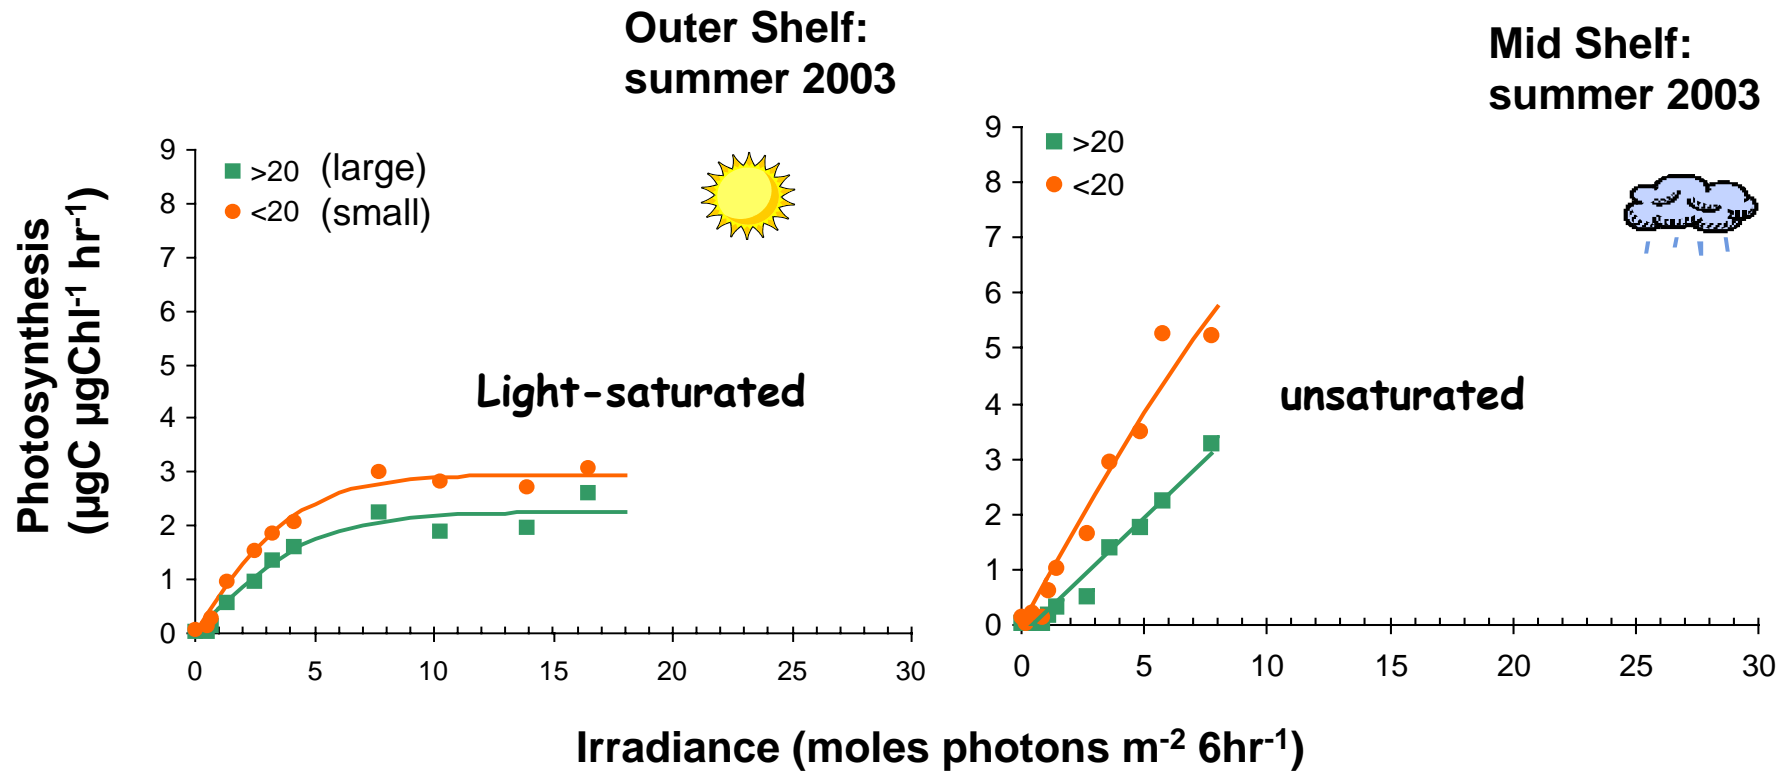 Outer Shelf:
summer 2003
Mid Shelf:
summer 2003
Photosynthesis
(µgC µgChl-1 hr-1)
9
8
7
6
5
4
3
2
1
0
>20 (large)
<20 (small)
Light-saturated
0 5 10 15 20 25 30
9
8
7
6
5
4
3
2
1
0
>20
<20
unsaturated
0 5 10 15 20 25 30
Irradiance (moles photons m-2 6hr-1)